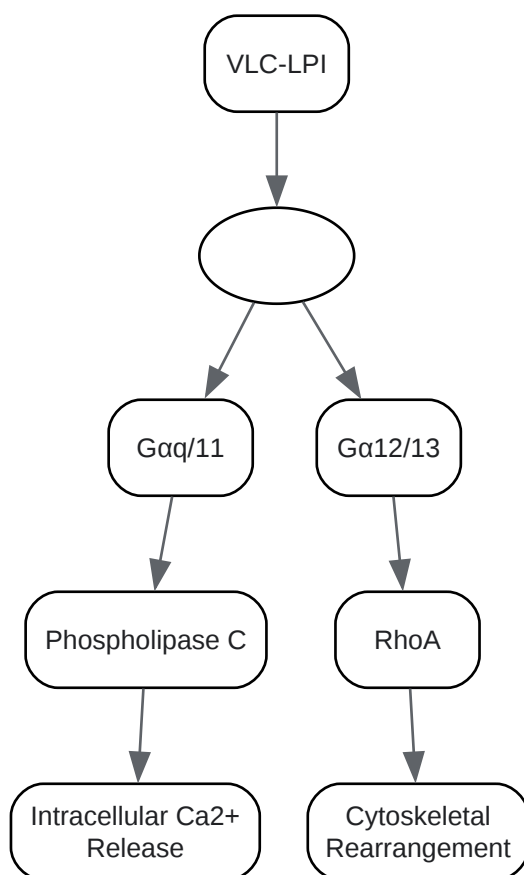 VLC-LPI
Gαq/11
Gα12/13
Phospholipase C
RhoA
Intracellular Ca2+
Release
Cytoskeletal
Rearrangement